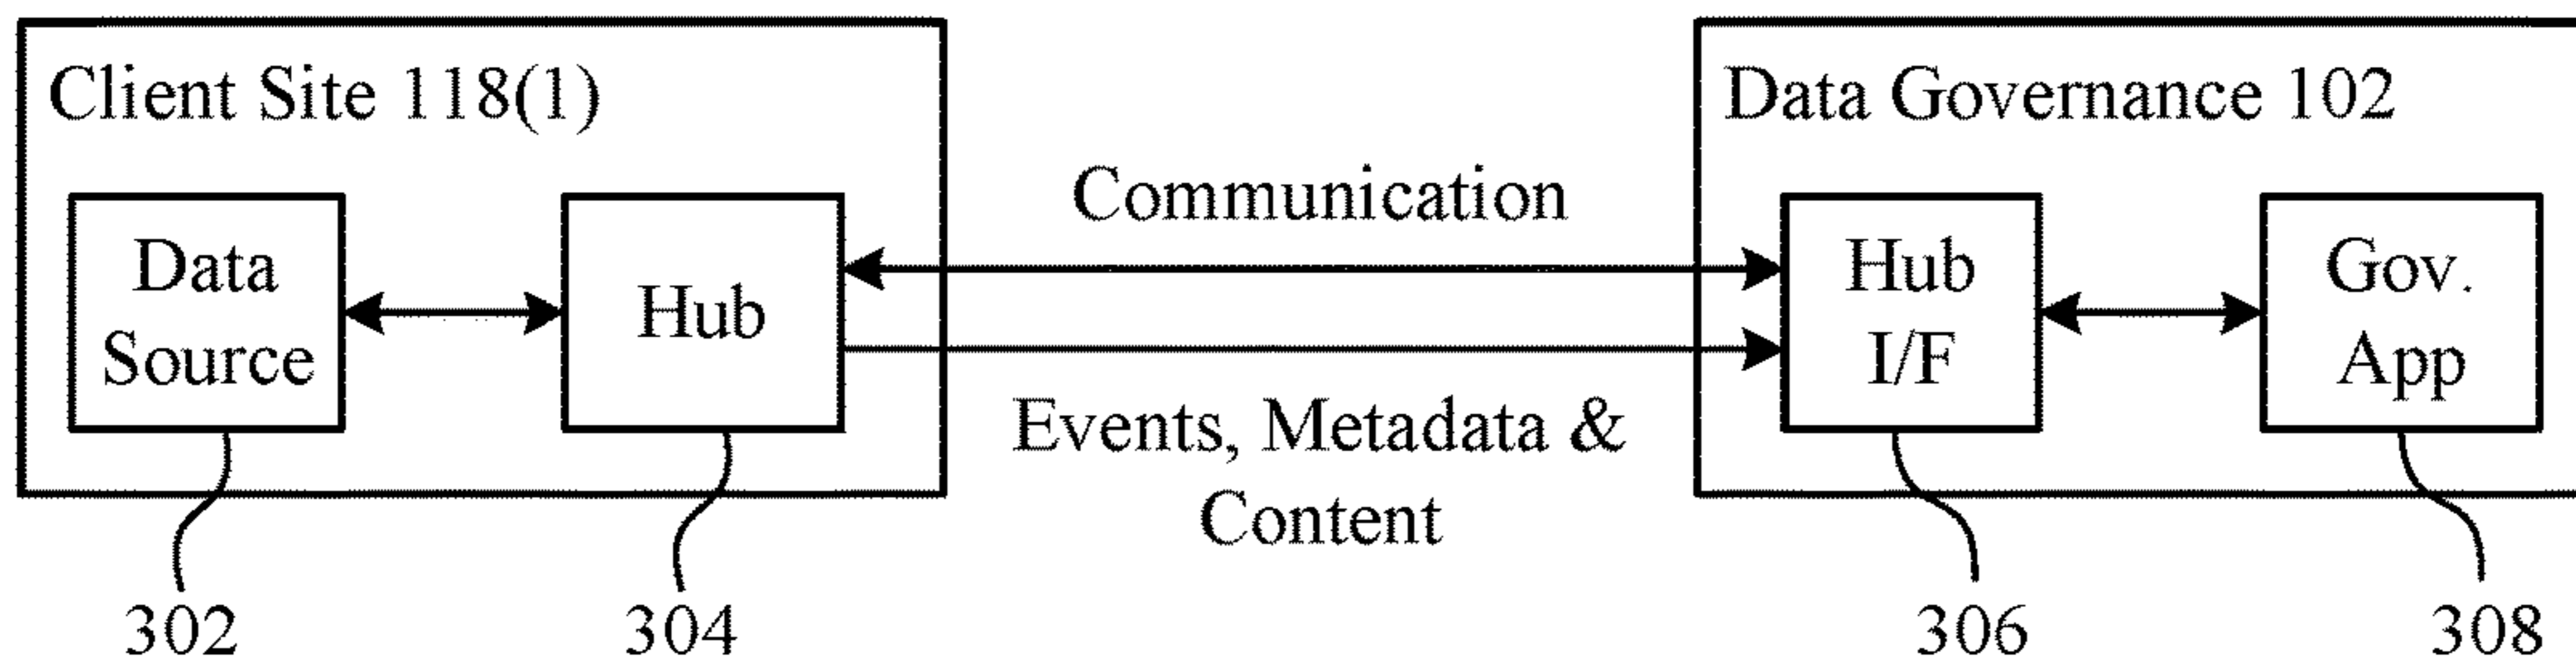 Client Site 118(1)
Data
Source
Hub
Communication
Events, Metadata &
Content
Data Governance 102
Hub
I/F
Gov.
App
302
304
306
308